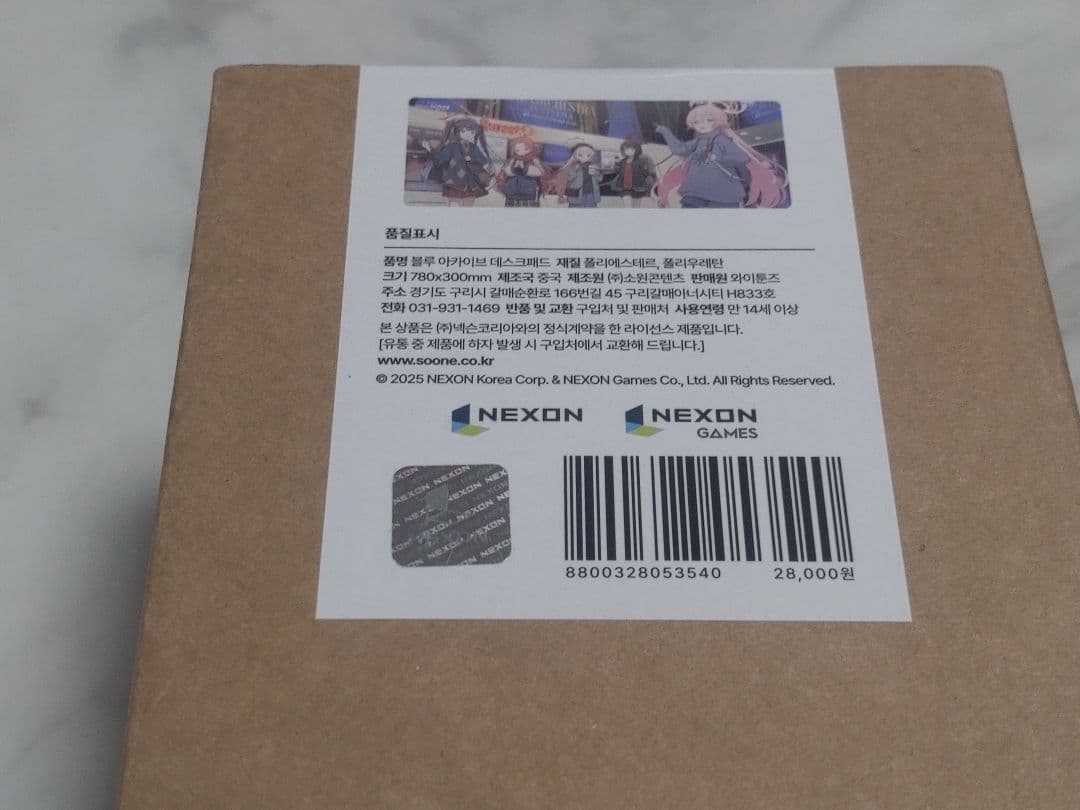 품질표시
품명 블루 아카이브 데스크패드 재질 폴리에스테르, 폴리우레탄
크기 780x300mm 제조국 중국 제조원 ㈜소원콘텐츠 판매원 와이툰즈
주소 경기도 구리시 갈매순환로 166번길 45 구리갈매아너시티 H833호
전화 031-931-1469 반품 및 교환 구입처 및 판매처 사용연령 만 14세 이상
본 상품은 ㈜넥슨코리아와의 정식계약을 한 라이선스 제품입니다.
[유통 중 제품에 하자 발생 시 구입처에서 교환해 드립니다.]
www.soone.co.kr
© 2025 NEXON Korea Corp. & NEXON Games Co., Ltd. All Rights Reserved.
NEXON NEXON GAMES
NEXON NEXON
NEXON NEXON
NEXON NEXON
8800328053540 28,000원